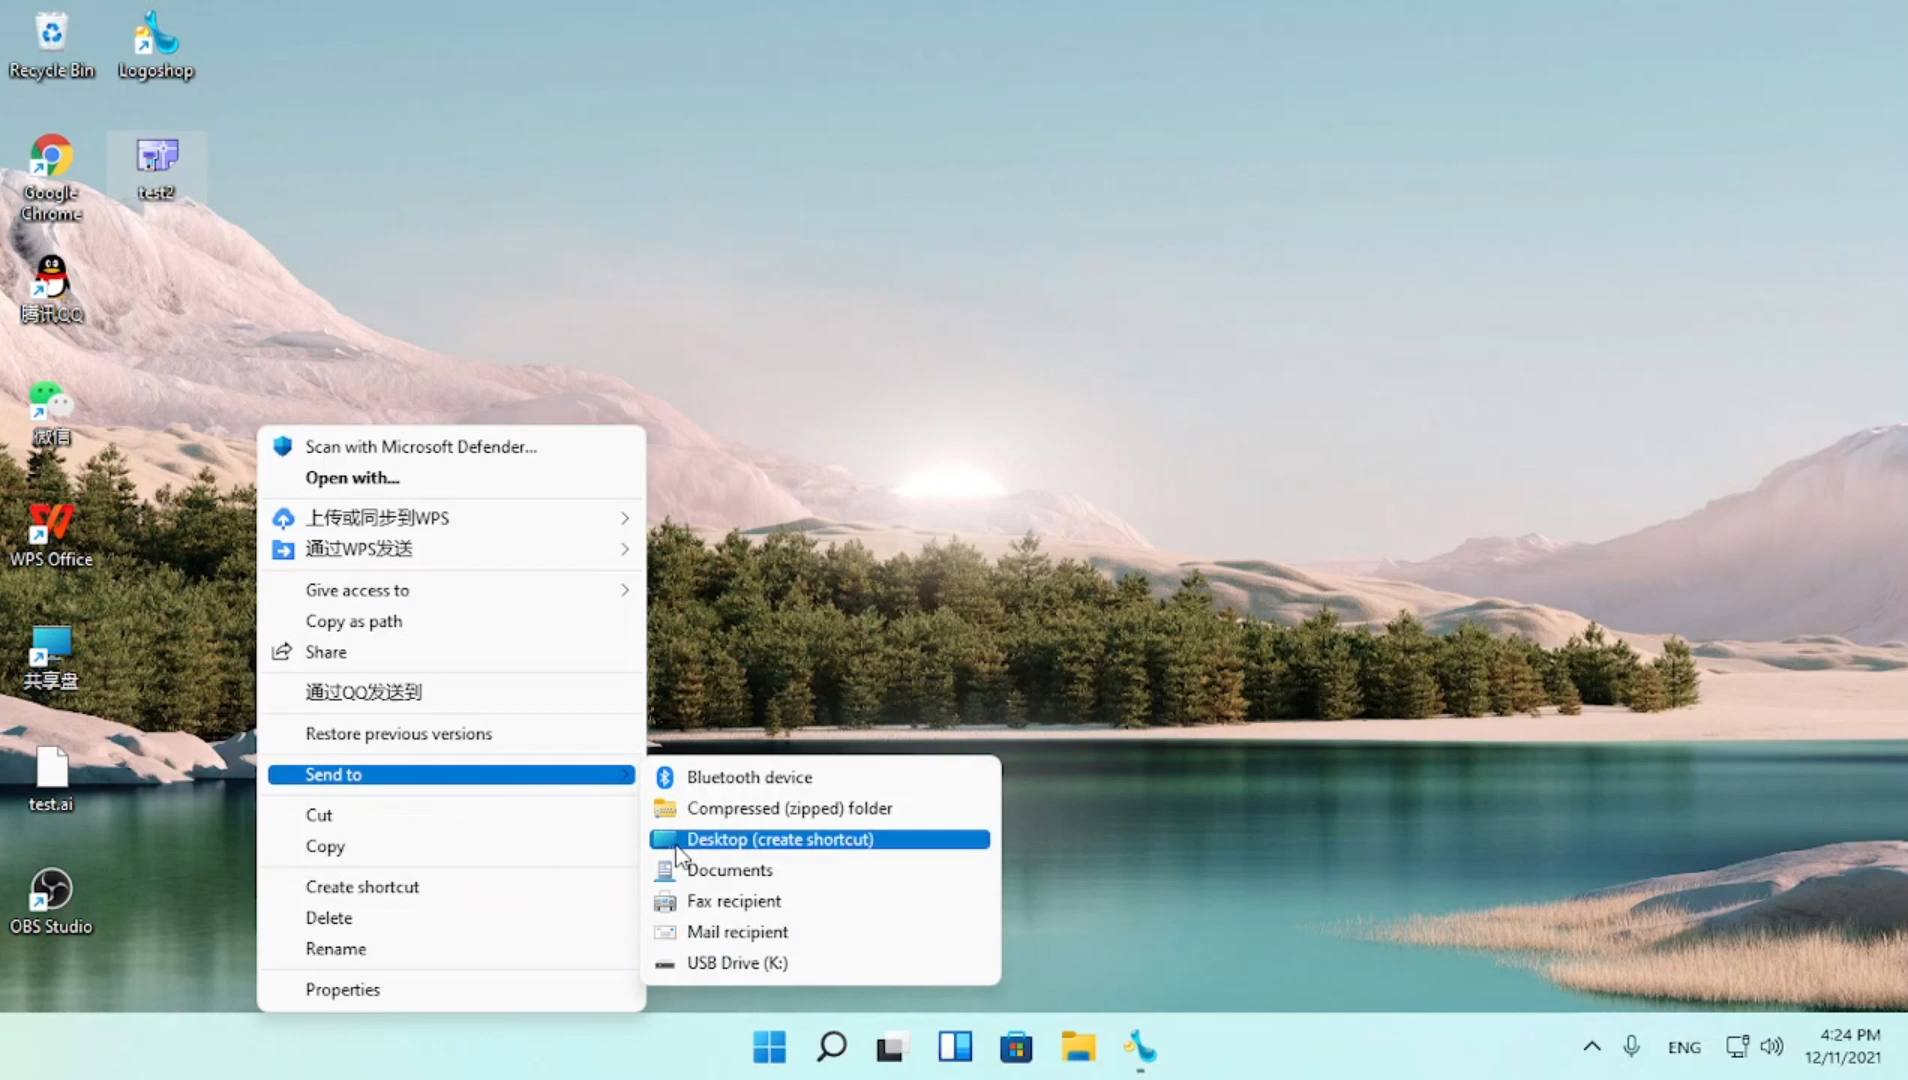 Recycle Bin
Logoshop
Google
Chrome
test2
腾讯QQ
微信
WPS Office
共享盘
test.ai
OBS Studio
Scan with Microsoft Defender...
Open with...
上传或同步到WPS
通过WPS发送
Give access to
Copy as path
Share
通过QQ发送到
Restore previous versions
Send to
Cut
Copy
Create shortcut
Delete
Rename
Properties
Bluetooth device
Compressed (zipped) folder
Desktop (create shortcut)
Documents
Fax recipient
Mail recipient
USB Drive (K:)
ENG
4:24 PM
12/11/2021